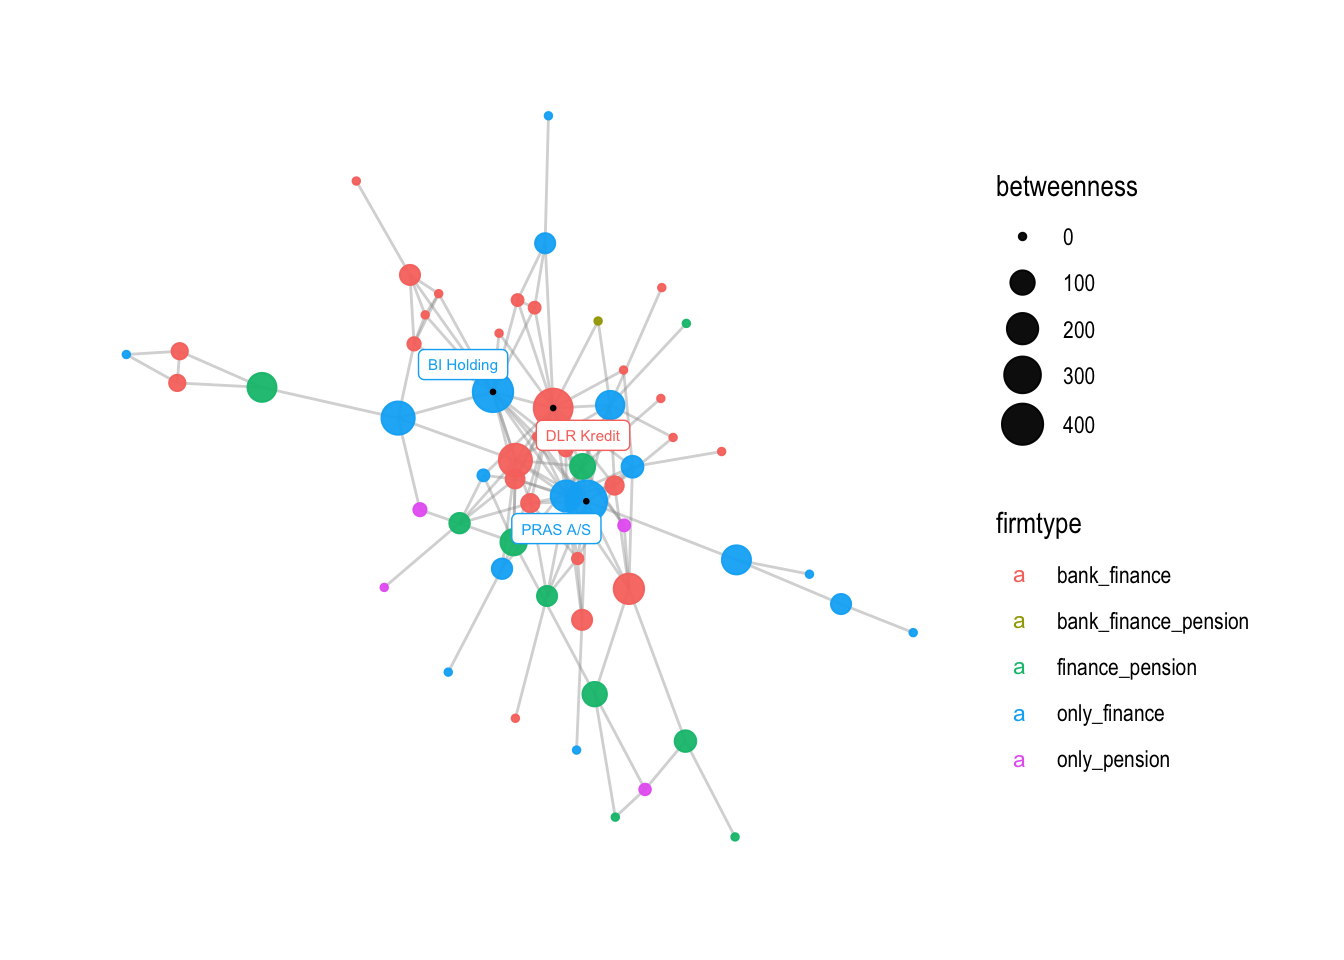 BI Holding
DLR Kredit
PRAS A/S
betweenness
0
100
200
300
400
firmtype
a bank_finance
a bank_finance_pension
a finance_pension
a only_finance
a only_pension